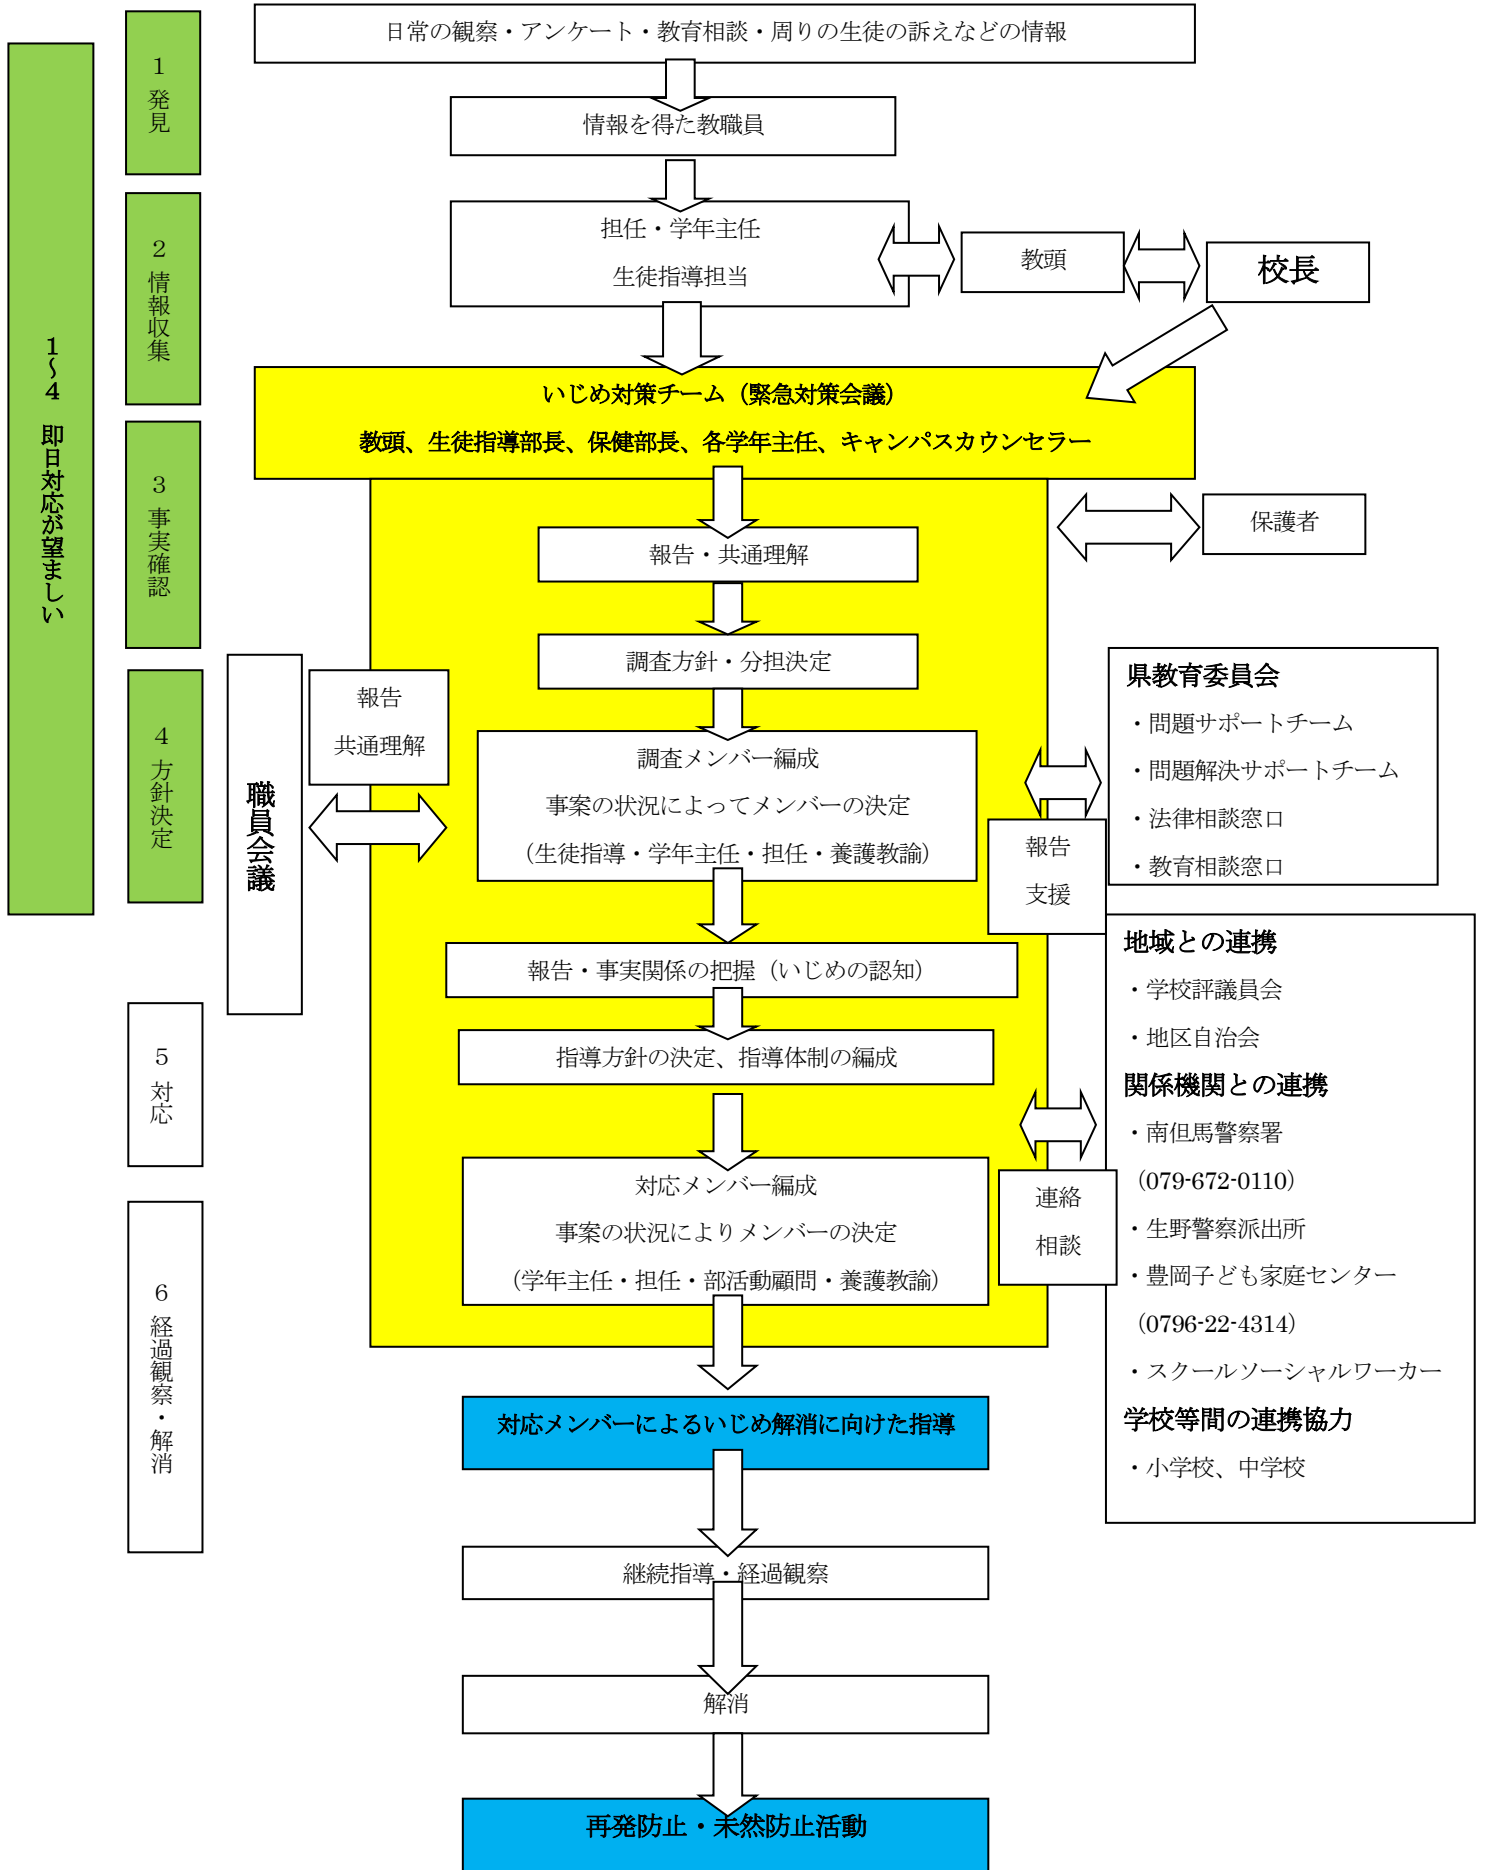 日常の観察・アンケート・教育相談・周りの生徒の訴えなどの情報
1 発見
情報を得た教職員
2 情報収集
担任・学年主任
生徒指導担当
教頭
校長
1～4 即日対応が望ましい
いじめ対策チーム（緊急対策会議）
教頭、生徒指導部長、保健部長、各学年主任、キャンパスカウンセラー
3 事実確認
保護者
報告・共通理解
調査方針・分担決定
4 方針決定
職員会議
報告
共通理解
調査メンバー編成
事案の状況によってメンバーの決定
（生徒指導・学年主任・担任・養護教諭）
県教育委員会
・問題サポートチーム
・問題解決サポートチーム
・法律相談窓口
・教育相談窓口
報告
支援
報告・事実関係の把握（いじめの認知）
5 対応
指導方針の決定、指導体制の編成
対応メンバー編成
事案の状況によりメンバーの決定
（学年主任・担任・部活動顧問・養護教諭）
連絡
相談
地域との連携
・学校評議員会
・地区自治会
関係機関との連携
・南但馬警察署
（079-672-0110）
・生野警察派出所
・豊岡子ども家庭センター
（0796-22-4314）
・スクールソーシャルワーカー
学校等間の連携協力
・小学校、中学校
6 経過観察・解消
対応メンバーによるいじめ解消に向けた指導
継続指導・経過観察
解消
再発防止・未然防止活動